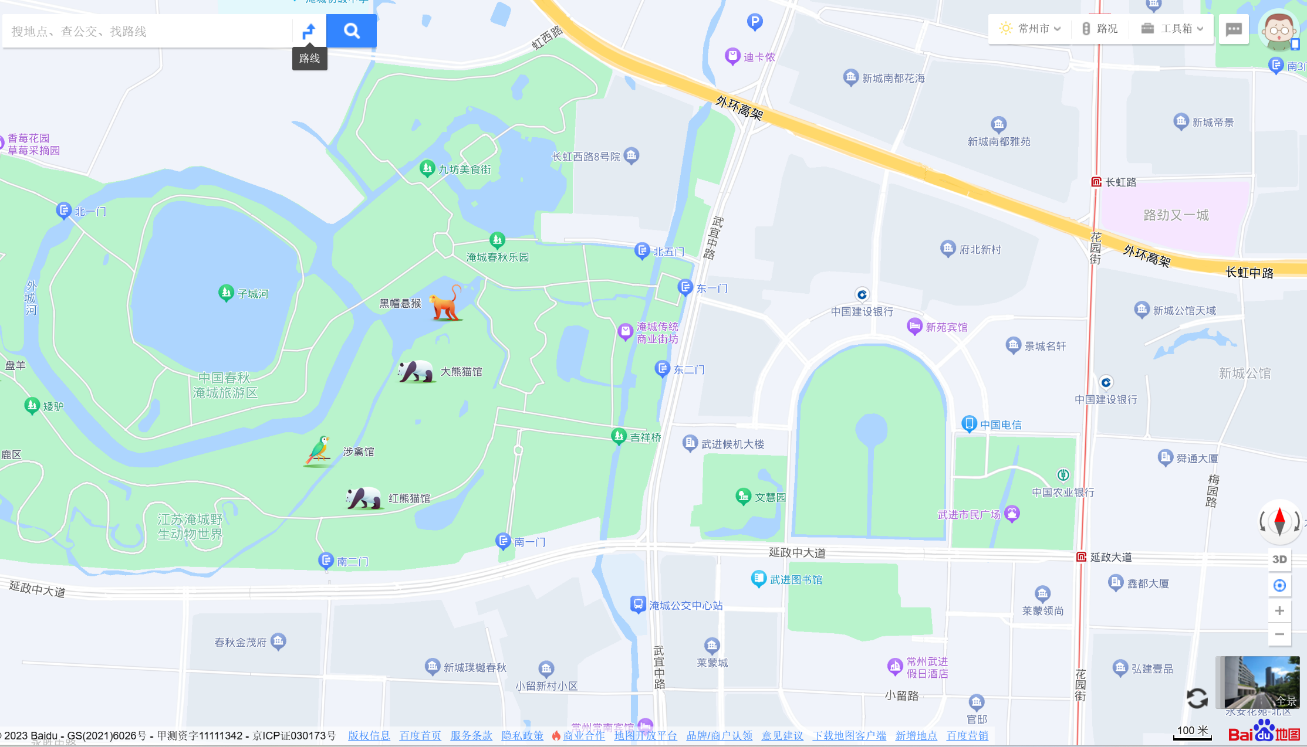 搜地点、查公交、找路线
路线
常州市
路况
工具箱
虹西路
迪卡侬
新城南都花海
南3门
外环高架
新城帝景
新城南都雅苑
香莓花园
草莓采摘园
长虹西路8号院
九坊美食街
长虹路
北一门
路劲又一城
武宜中路
花园街
淹城春秋乐园
北五门
府北新村
外环高架
长虹中路
外城河
子城河
东一门
黑帽悬猴
中国建设银行
新城公馆天域
淹城传统
商业街坊
新苑宾馆
景城名轩
盘羊
大熊猫馆
东二门
新城公馆
中国春秋
淹城旅游区
中国建设银行
矮驴
中国电信
吉祥桥
武进候机大楼
鹿区
涉禽馆
舜通大厦
梅园路
中国农业银行
红熊猫馆
文慧园
武进市民广场
江苏淹城野
生动物世界
南一门
延政中大道
南二门
延政大道
3D
延政中大道
武进图书馆
鑫都大厦
莱蒙领尚
淹城公交中心站
春秋金茂府
新城璞樾春秋
莱蒙城
武宜中路
常州武进
假日酒店
弘建壹品
小留新村小区
小留路
花园街
全景
官邸
永安花苑-北区
常州常南宾馆
100 米
Baidu地图
© 2023 Baidu - GS(2021)6026号 - 甲测资字11111342 - 京ICP证030173号 版权信息 百度首页 服务条款 隐私政策 商业合作 地图开放平台 品牌/商户认领 意见建议 下载地图客户端 新增地点 百度营销